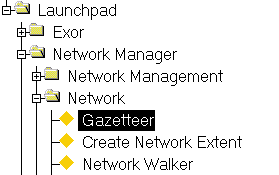 Launchpad
Exor
Network Manager
Network Management
Network
Gazetteer
Create Network Extent
Network Walker